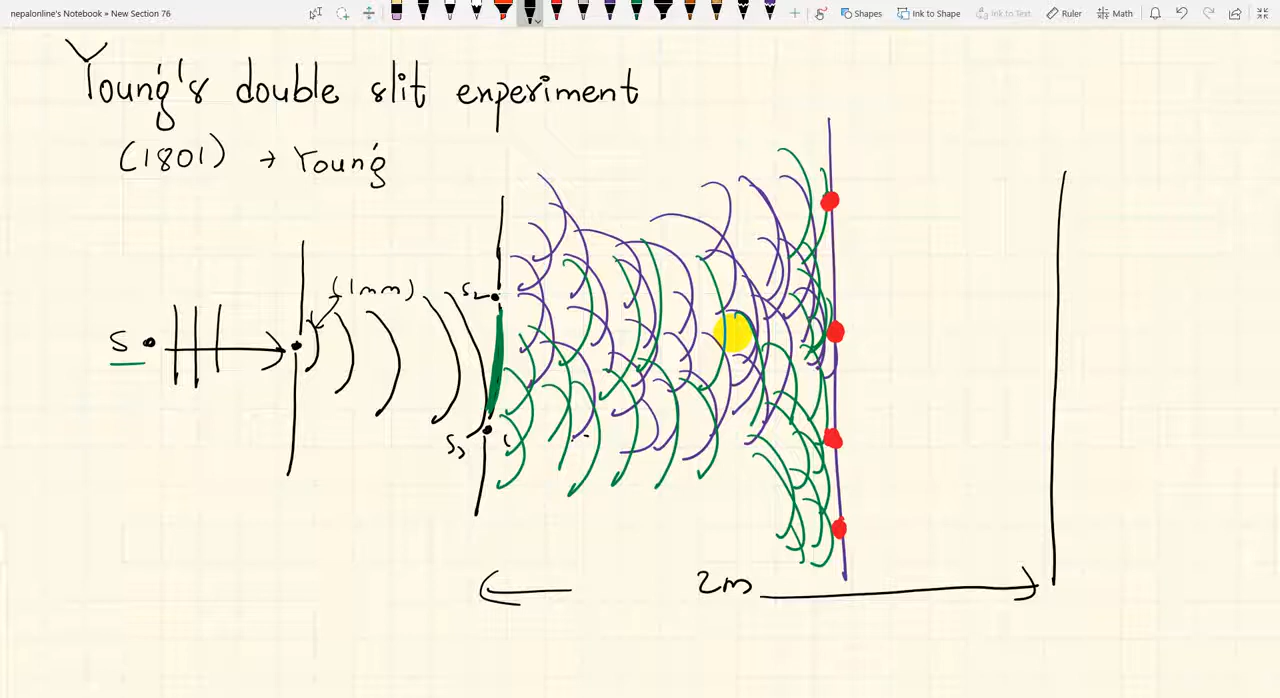 nepalonline's Notebook » New Section 76
Shapes Ink to Shape Ink to Text Ruler Math
Young's double slit experiment
(1801) → Young
(1mm)
S₂
S
S₃
2m